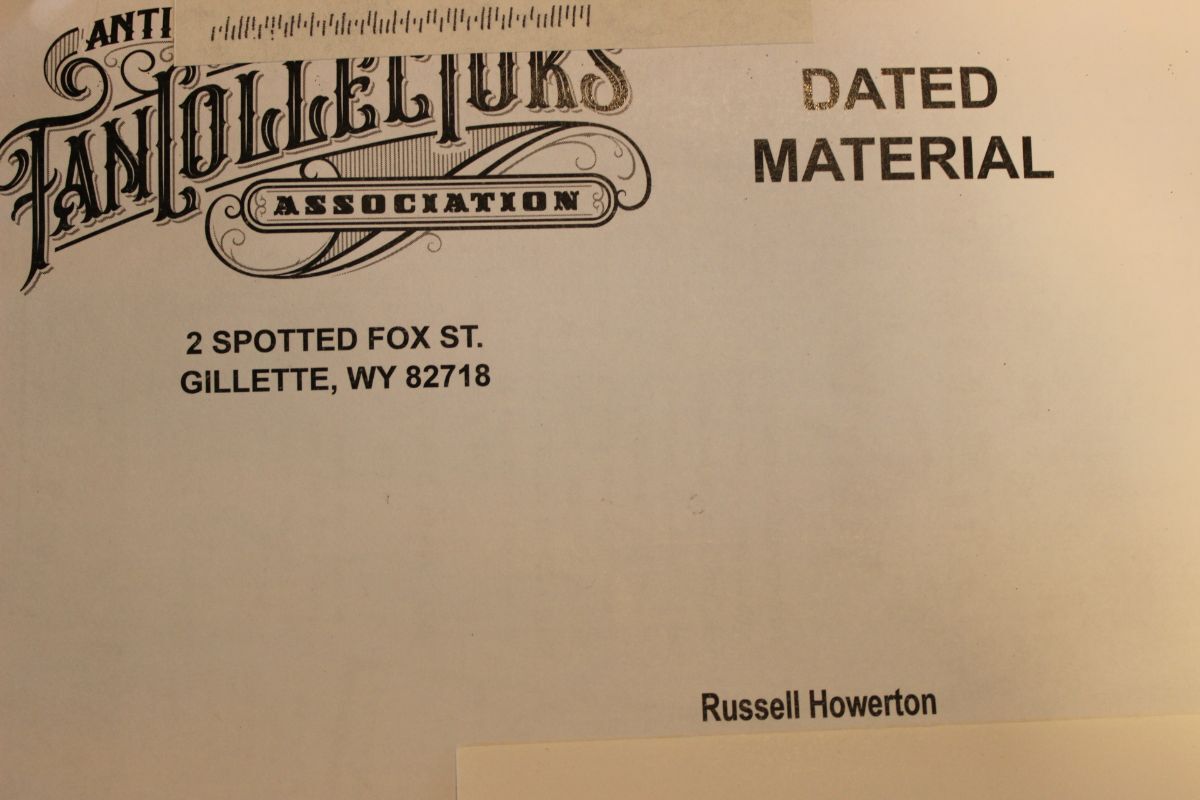 ANTI
FAN COLLECTORS
ASSOCIATION
DATED
MATERIAL
2 SPOTTED FOX ST.
GILLETTE, WY 82718
Russell Howerton